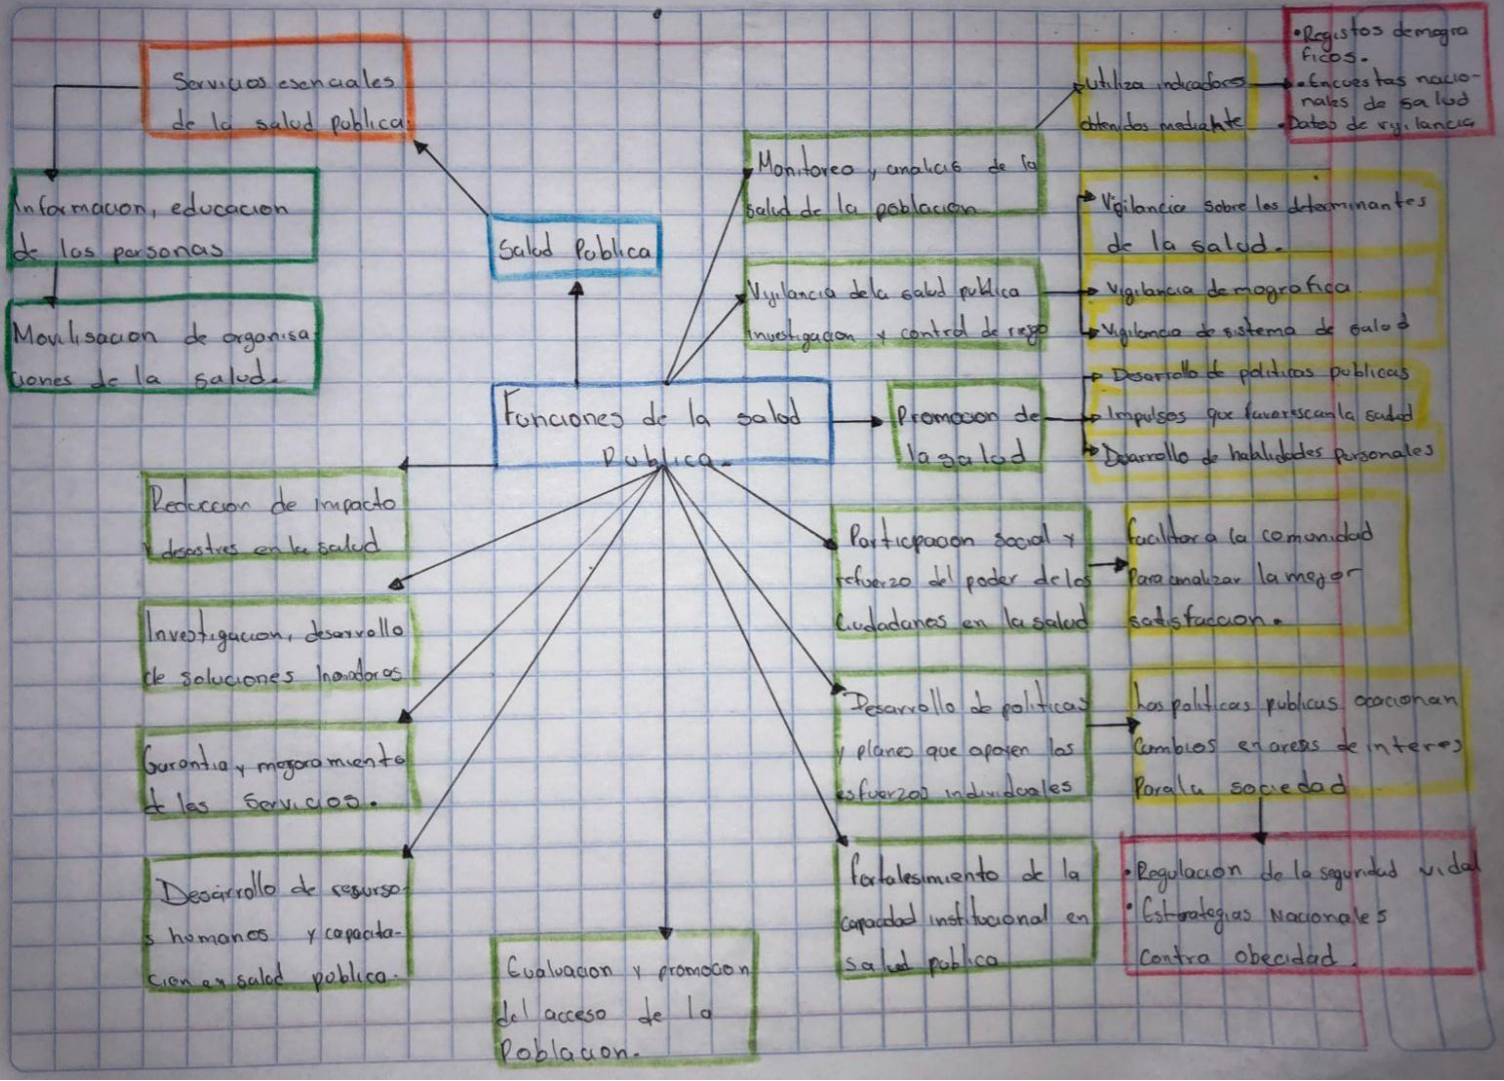 Servicios esenciales
de la salud publica.
Informacion, educacion
de las personas
Movilisacion de organisa
ciones de la salud.
Salud Publica
Funciones de la salud
Publica.
Monitoreo y analicis de la
salud de la poblacion
Utiliza indicadores
obtenidos mediante
• Registos demogra
ficos.
• Encuestas nacio-
nales de salud
• Datos de vigilancia
Vigilancia de la salud publica
investigacion y control de
Vigilancia sobre los determinantes
de la salud.
Vigilancia demografica
Vigilancia de sistema de salud
Promocion de
la salud
Desarrollo de politicas publicas
Impulsos que favorescan la salud
Desarrollo de habilidades personales
Particpacion social y
refuerzo del poder de los
Ciudadanos en la salud
facilitar a la comunidad
Para analizar la mejor
satisfaccion.
Desarrollo de politicas
y planes que apoyen los
esfuerzos individuales
Las politicas publicas ocacionan
Cambios en areas de interes
Para la sociedad
• Regulacion de la seguridad vidal
• Estrategias Nacionales
Contra obecidad.
fortalesimiento de la
capacidad institucional en
salud publica
Evaluacion y promocion
del acceso de la
Poblacion.
Reduccion de impacto
y desastres en la salud
Investigacion, desarrollo
de soluciones
Garantia y mejoramiento
de los Servicios.
Desarrollo de recurso
s humanos y capacita-
cion en salud publica.